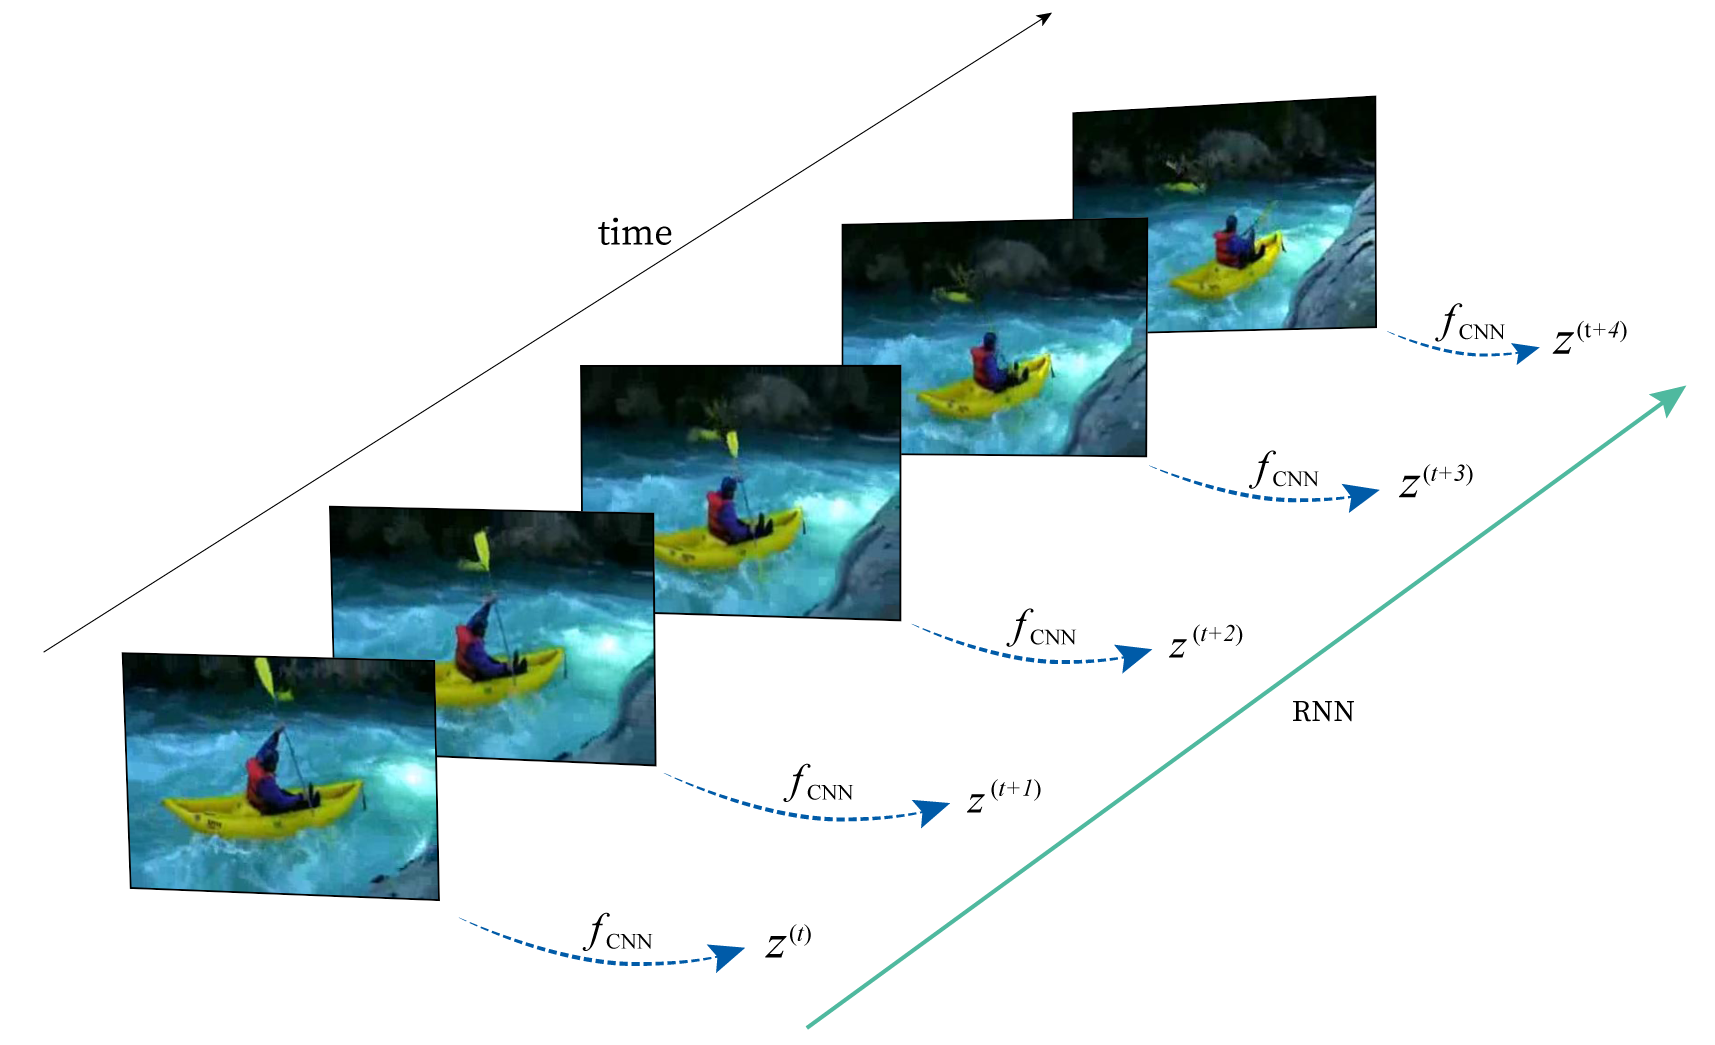 time
f CNN z (t+4)
f CNN z (t+3)
f CNN z (t+2)
RNN
f CNN z (t+1)
f CNN z (t)